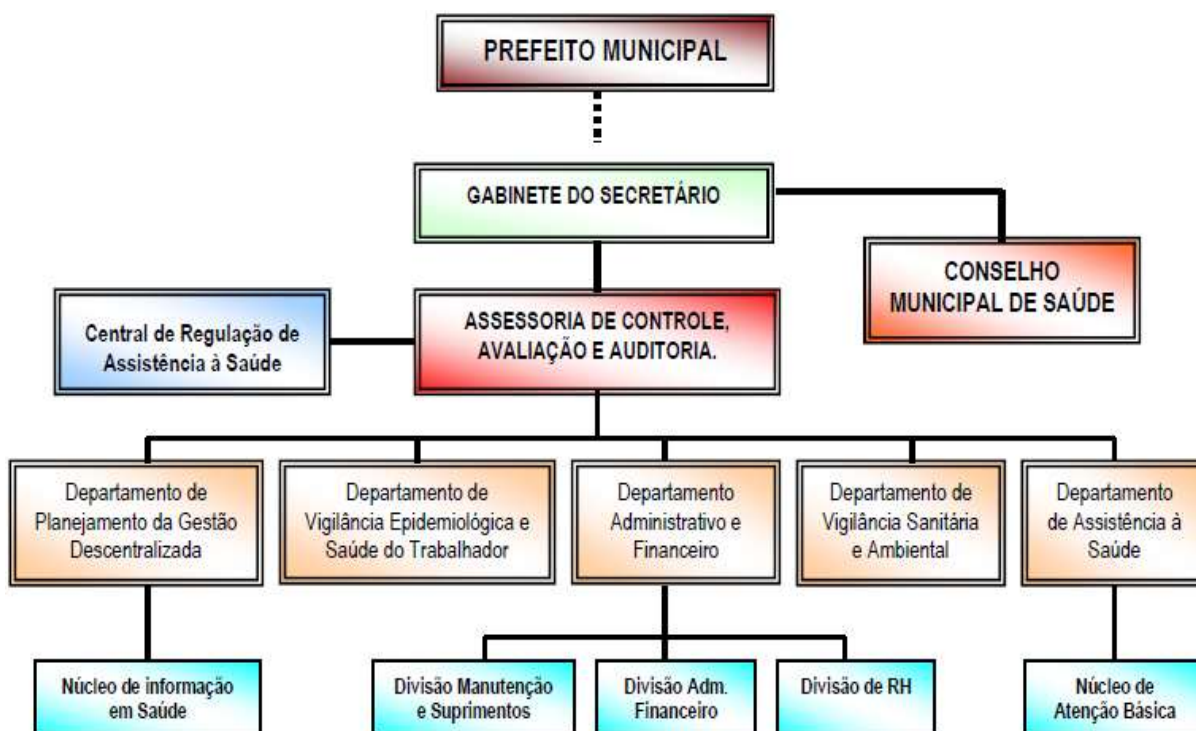 PREFEITO MUNICIPAL
GABINETE DO SECRETÁRIO
CONSELHO
MUNICIPAL DE SAÚDE
Central de Regulação de
Assistência à Saúde
ASSESSORIA DE CONTROLE,
AVALIAÇÃO E AUDITORIA.
Departamento de
Planejamento da Gestão
Descentralizada
Departamento de
Vigilância Epidemiológica e
Saúde do Trabalhador
Departamento
Administrativo e
Financeiro
Departamento de
Vigilância Sanitária
e Ambiental
Departamento
de Assistência à
Saúde
Núcleo de informação
em Saúde
Divisão Manutenção
e Suprimentos
Divisão Adm.
Financeiro
Divisão de RH
Núcleo de
Atenção Básica